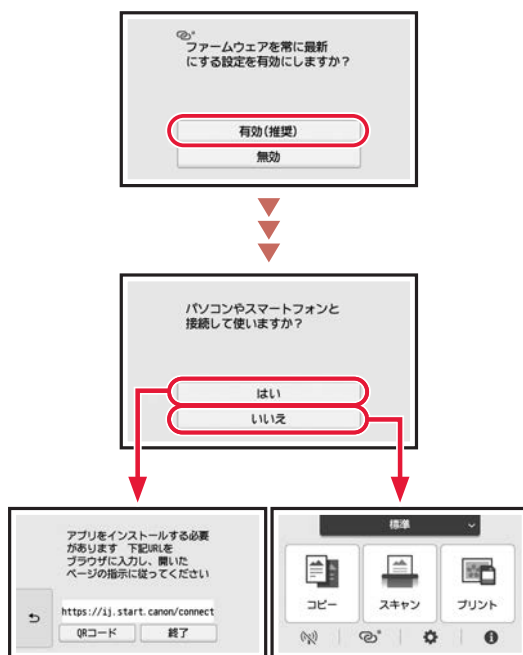 ファームウェアを常に最新
にする設定を有効にしますか？
有効(推奨)
無効
パソコンやスマートフォンと
接続して使いますか？
はい
いいえ
アプリをインストールする必要
があります　下記URLを
ブラウザに入力し、開いた
ページの指示に従ってください
https://ij.start.canon/connect
QRコード
終了
標準
コピー
スキャン
プリント